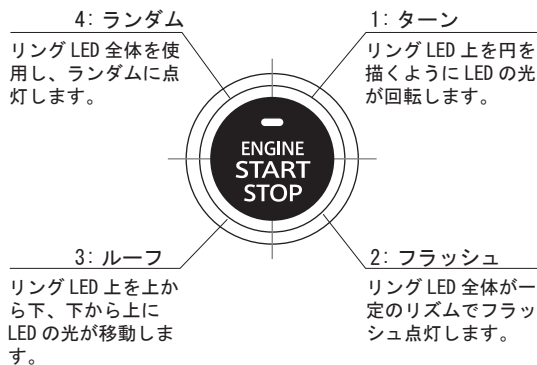 4: ランダム
リング LED 全体を使
用し、ランダムに点
灯します。
1: ターン
リング LED 上を円を
描くように LED の光
が回転します。
ENGINE
START
STOP
3: ルーフ
リング LED 上を上か
ら下、下から上に
LED の光が移動しま
す。
2: フラッシュ
リング LED 全体が一
定のリズムでフラッ
シュ点灯します。